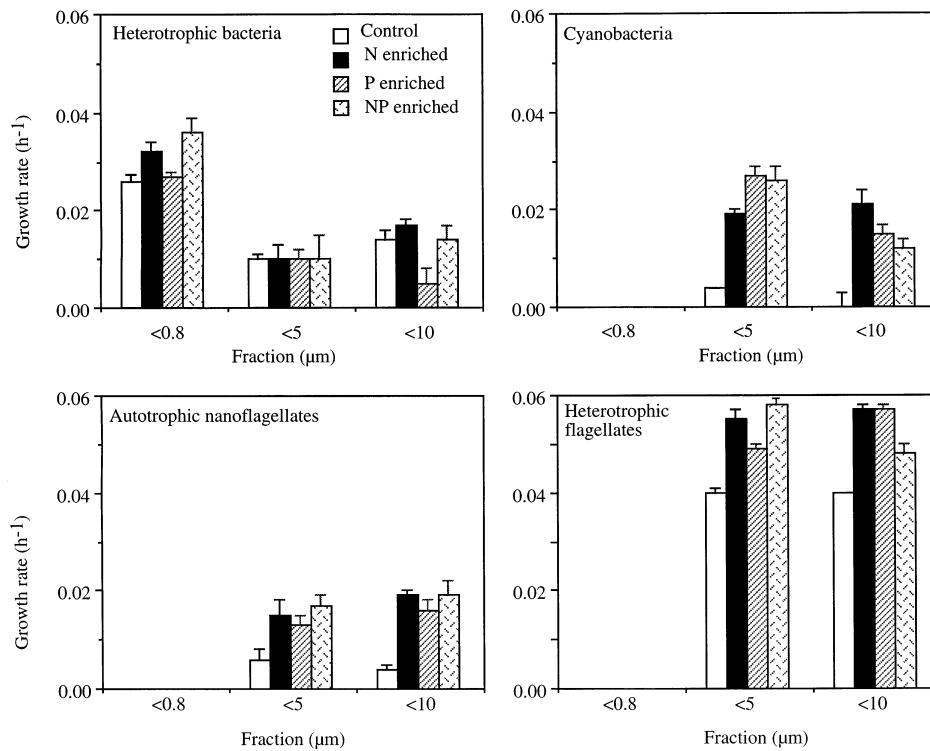 Heterotrophic bacteria
Control
N enriched
P enriched
NP enriched
0.06
0.04
0.02
0.00
Growth rate (h-1)
<0.8
<5
<10
Fraction (µm)
Cyanobacteria
0.06
0.04
0.02
0.00
<0.8
<5
<10
Fraction (µm)
Autotrophic nanoflagellates
0.06
0.04
0.02
0.00
Growth rate (h-1)
<0.8
<5
<10
Fraction (µm)
Heterotrophic
flagellates
0.06
0.04
0.02
0.00
<0.8
<5
<10
Fraction (µm)